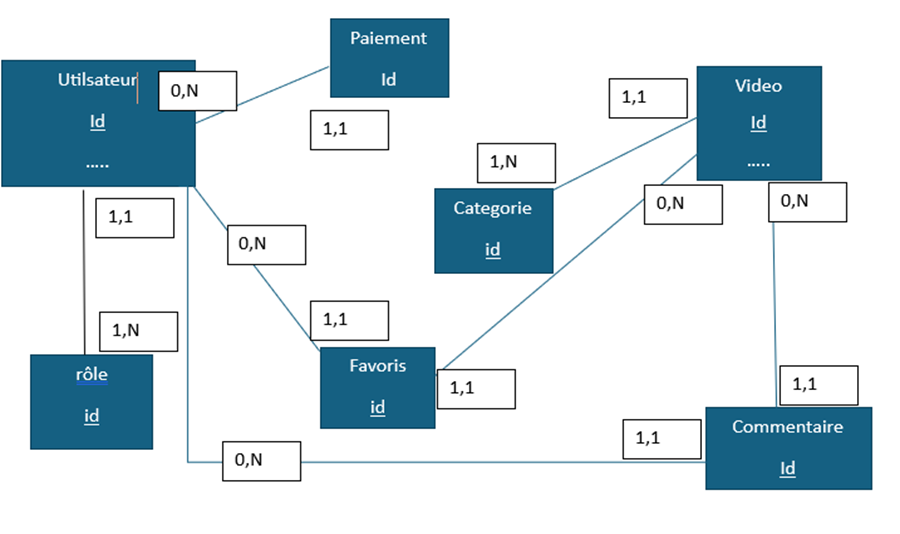 Paiement
Id
Utilsateur
Id
.....
0,N
1,1
1,1
Video
Id
.....
1,N
Categorie
id
0,N
0,N
1,1
0,N
1,N
1,1
rôle
id
Favoris
id
1,1
1,1
Commentaire
Id
1,1
0,N